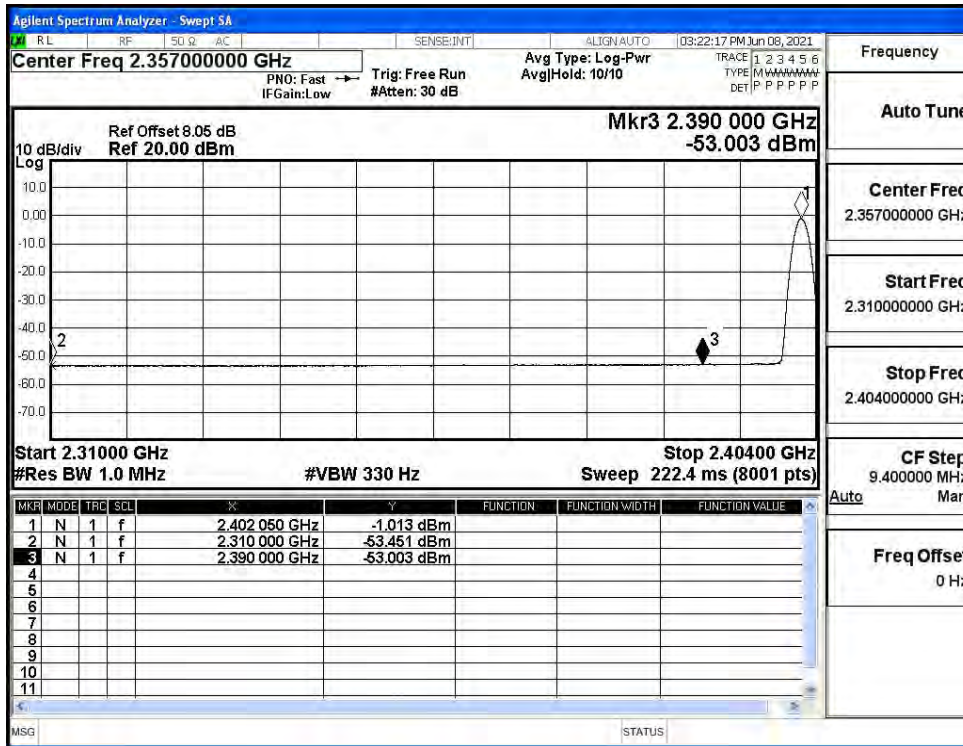 Agilent Spectrum Analyzer - Swept SA
RL RF 50 Ω AC SENSE:INT ALIGN AUTO 03:22:17 PM Jun 08, 2021
Center Freq 2.357000000 GHz
PNO: Fast
IFGain:Low
Trig: Free Run
#Atten: 30 dB
Avg Type: Log-Pwr
Avg|Hold: 10/10
TRACE 1 2 3 4 5 6
TYPE M WWWWW
DET P P P P P P
Mkr3 2.390 000 GHz
-53.003 dBm
Ref Offset 8.05 dB
10 dB/div Ref 20.00 dBm
Log
10.0
0.00
-10.0
-20.0
-30.0
-40.0
-50.0
-60.0
-70.0
1
2
3
Start 2.31000 GHz Stop 2.40400 GHz
#Res BW 1.0 MHz #VBW 330 Hz Sweep 222.4 ms (8001 pts)
MKR MODE TRC SCL X Y FUNCTION FUNCTION WIDTH FUNCTION VALUE
1 N 1 f 2.402 050 GHz -1.013 dBm
2 N 1 f 2.310 000 GHz -53.451 dBm
3 N 1 f 2.390 000 GHz -53.003 dBm
4
5
6
7
8
9
10
11
MSG STATUS
Frequency
Auto Tune
Center Freq
2.357000000 GHz
Start Freq
2.310000000 GHz
Stop Freq
2.404000000 GHz
CF Step
9.400000 MHz
Auto Man
Freq Offset
0 Hz